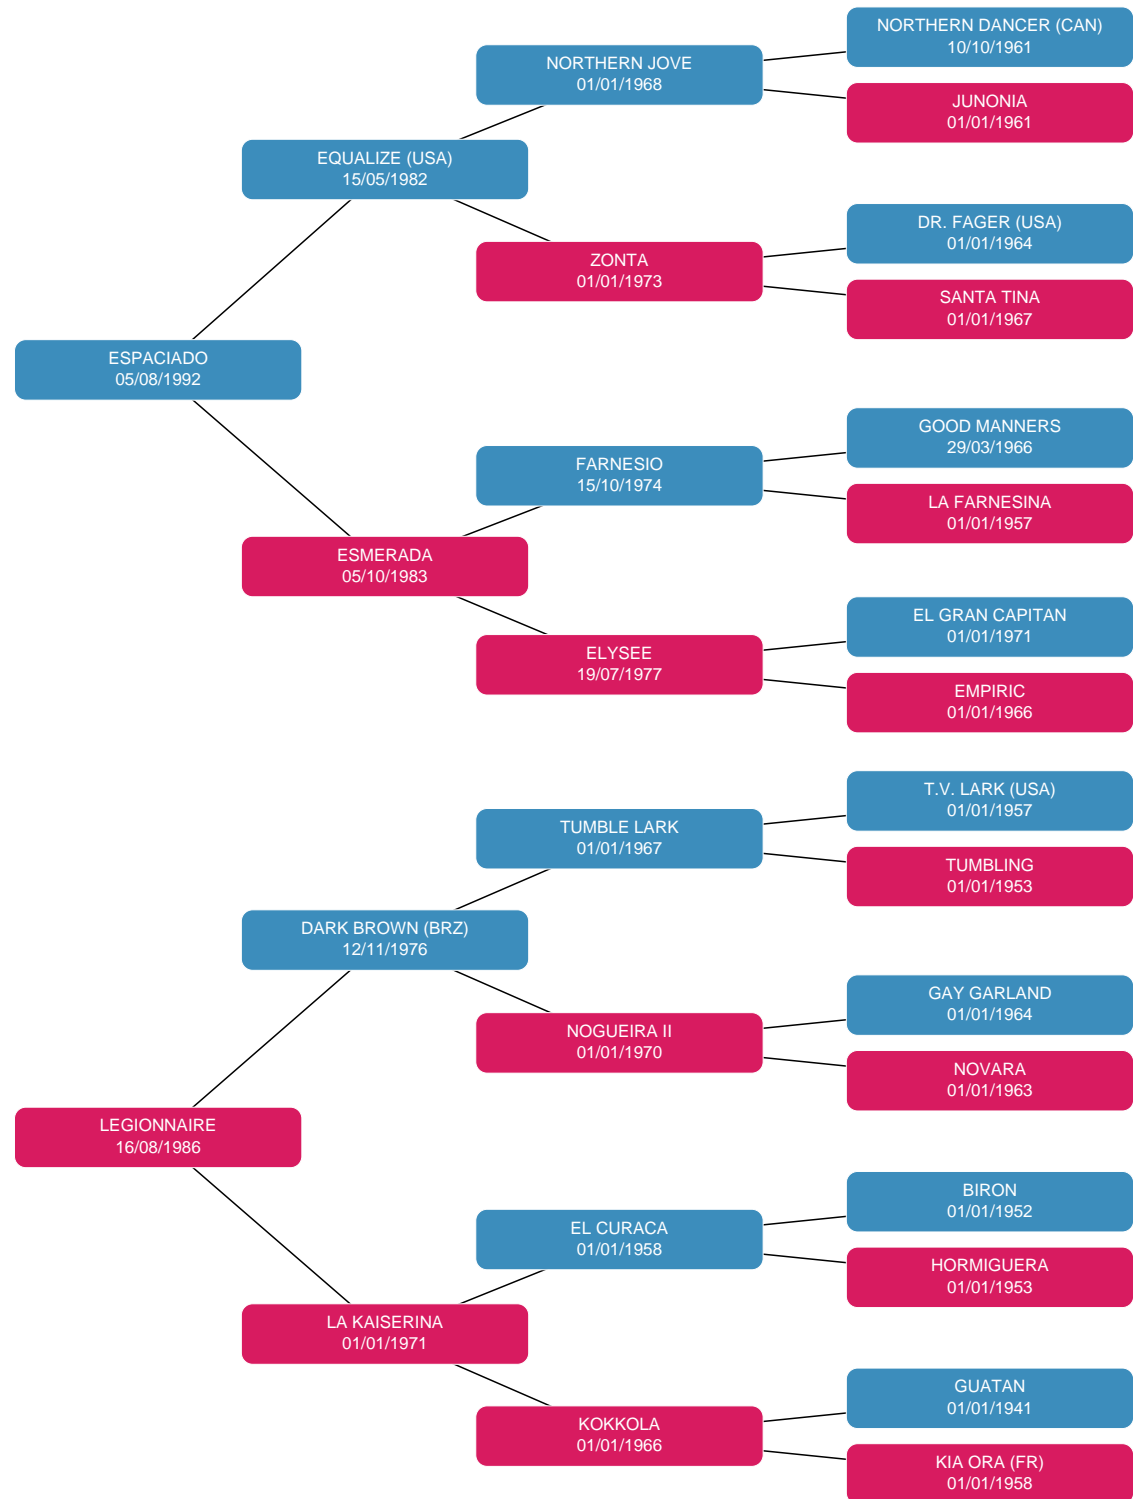 NORTHERN DANCER (CAN)
10/10/1961
NORTHERN JOVE
01/01/1968
JUNONIA
01/01/1961
EQUALIZE (USA)
15/05/1982
DR. FAGER (USA)
01/01/1964
ZONTA
01/01/1973
SANTA TINA
01/01/1967
ESPACIADO
05/08/1992
GOOD MANNERS
29/03/1966
FARNESIO
15/10/1974
LA FARNESINA
01/01/1957
ESMERADA
05/10/1983
EL GRAN CAPITAN
01/01/1971
ELYSEE
19/07/1977
EMPIRIC
01/01/1966
T.V. LARK (USA)
01/01/1957
TUMBLE LARK
01/01/1967
TUMBLING
01/01/1953
DARK BROWN (BRZ)
12/11/1976
GAY GARLAND
01/01/1964
NOGUEIRA II
01/01/1970
NOVARA
01/01/1963
LEGIONNAIRE
16/08/1986
BIRON
01/01/1952
EL CURACA
01/01/1958
HORMIGUERA
01/01/1953
LA KAISERINA
01/01/1971
GUATAN
01/01/1941
KOKKOLA
01/01/1966
KIA ORA (FR)
01/01/1958